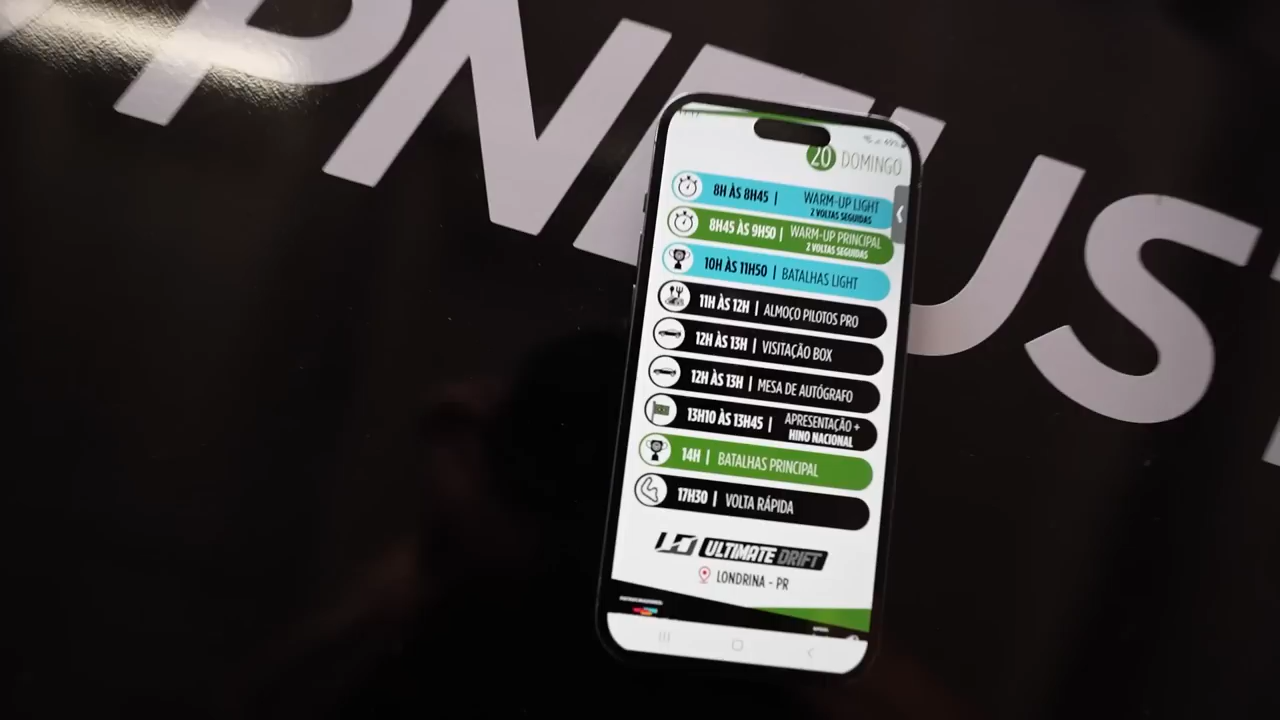 PNEUS
69%
20 DOMINGO
8H ÀS 8H45 | WARM-UP LIGHT
2 VOLTAS SEGUIDAS
8H45 ÀS 9H50 | WARM-UP PRINCIPAL
2 VOLTAS SEGUIDAS
10H ÀS 11H50 | BATALHAS LIGHT
11H ÀS 12H | ALMOÇO PILOTOS PRO
12H ÀS 13H | VISITAÇÃO BOX
12H ÀS 13H | MESA DE AUTÓGRAFO
13H10 ÀS 13H45 | APRESENTAÇÃO +
HINO NACIONAL
14H | BATALHAS PRINCIPAL
17H30 | VOLTA RÁPIDA
ULTIMATE DRIFT
LONDRINA - PR